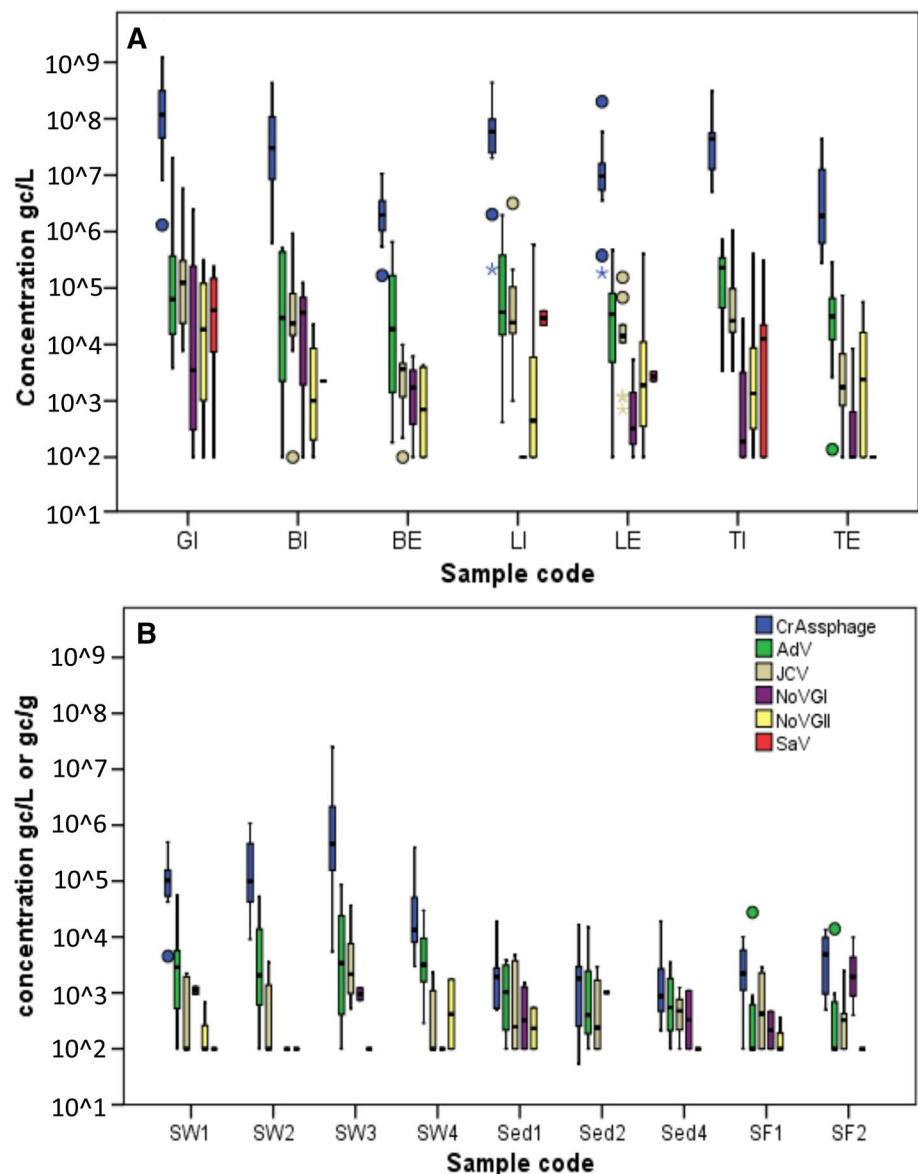 A
Concentration gc/L
10^9
10^8
10^7
10^6
10^5
10^4
10^3
10^2
10^1
GI BI BE LI LE TI TE
Sample code
B
concentration gc/L or gc/g
10^9
10^8
10^7
10^6
10^5
10^4
10^3
10^2
10^1
CrAssphage
AdV
JCV
NoVGI
NoVGII
SaV
SW1 SW2 SW3 SW4 Sed1 Sed2 Sed4 SF1 SF2
Sample code